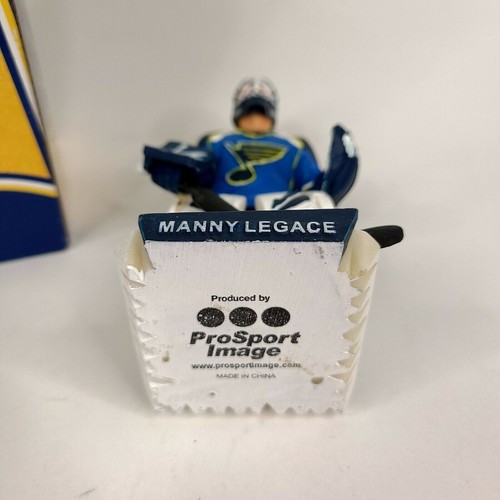 MANNY LEGACE
Produced by
ProSport
Image
www.prosportimage.com
MADE IN CHINA